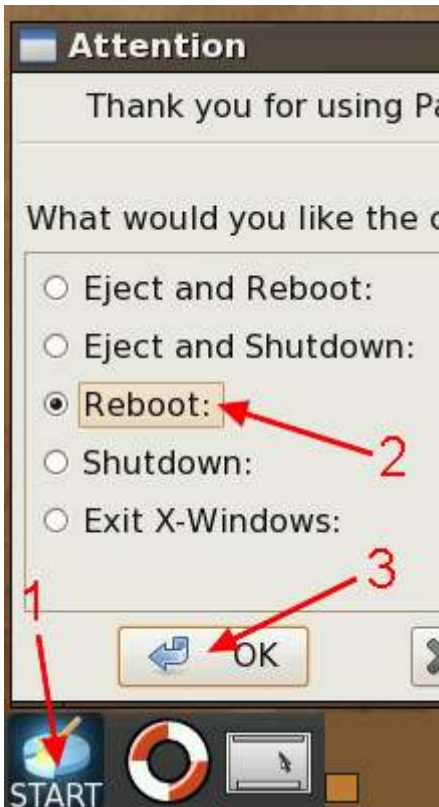 Attention
Thank you for using Pa
What would you like the c
Eject and Reboot:
Eject and Shutdown:
Reboot:
2
Shutdown:
Exit X-Windows:
3
1
OK
START